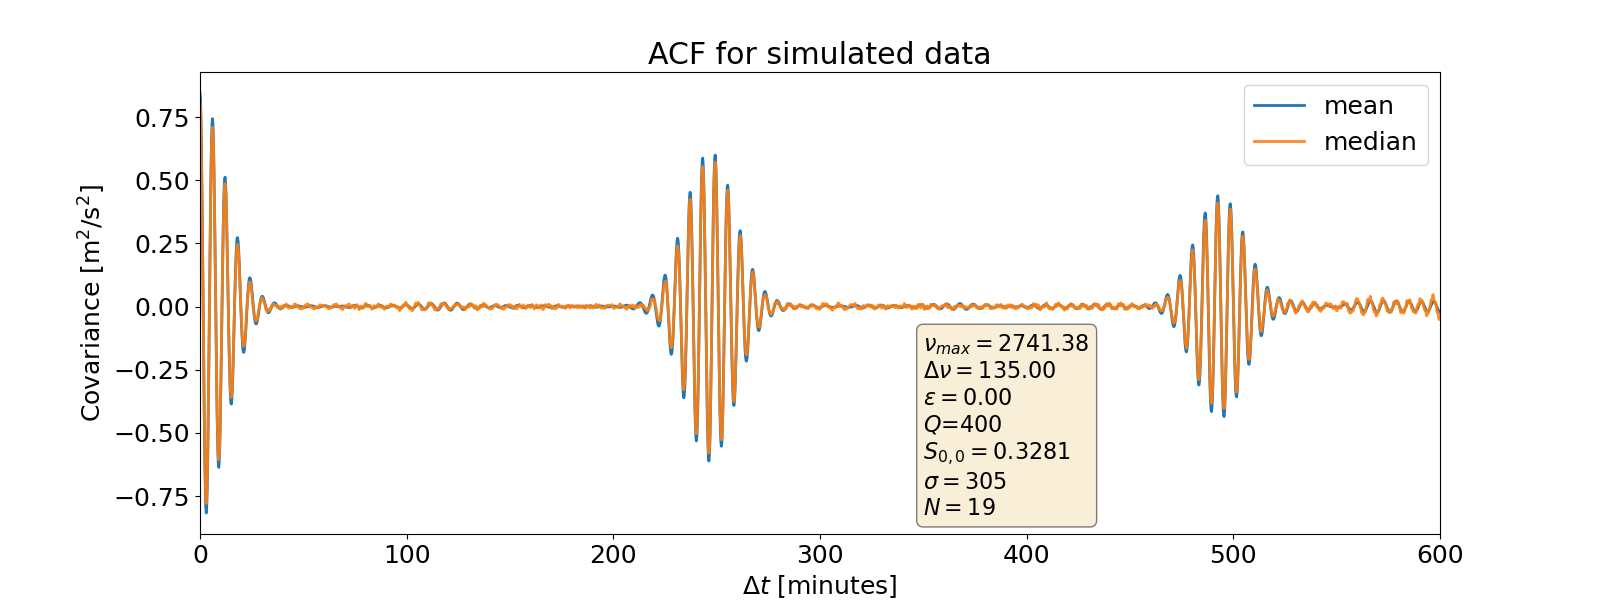 ACF for simulated data
Covariance [m²/s²]
0.75
0.50
0.25
0.00
−0.25
−0.50
−0.75
mean
median
ν_max = 2741.38
Δν = 135.00
ε = 0.00
Q=400
S_0,0 = 0.3281
σ = 305
N = 19
0 100 200 300 400 500 600
Δt [minutes]